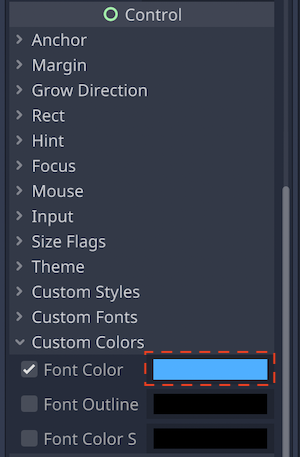 Control
Anchor
Margin
Grow Direction
Rect
Hint
Focus
Mouse
Input
Size Flags
Theme
Custom Styles
Custom Fonts
Custom Colors
Font Color
Font Outline
Font Color S